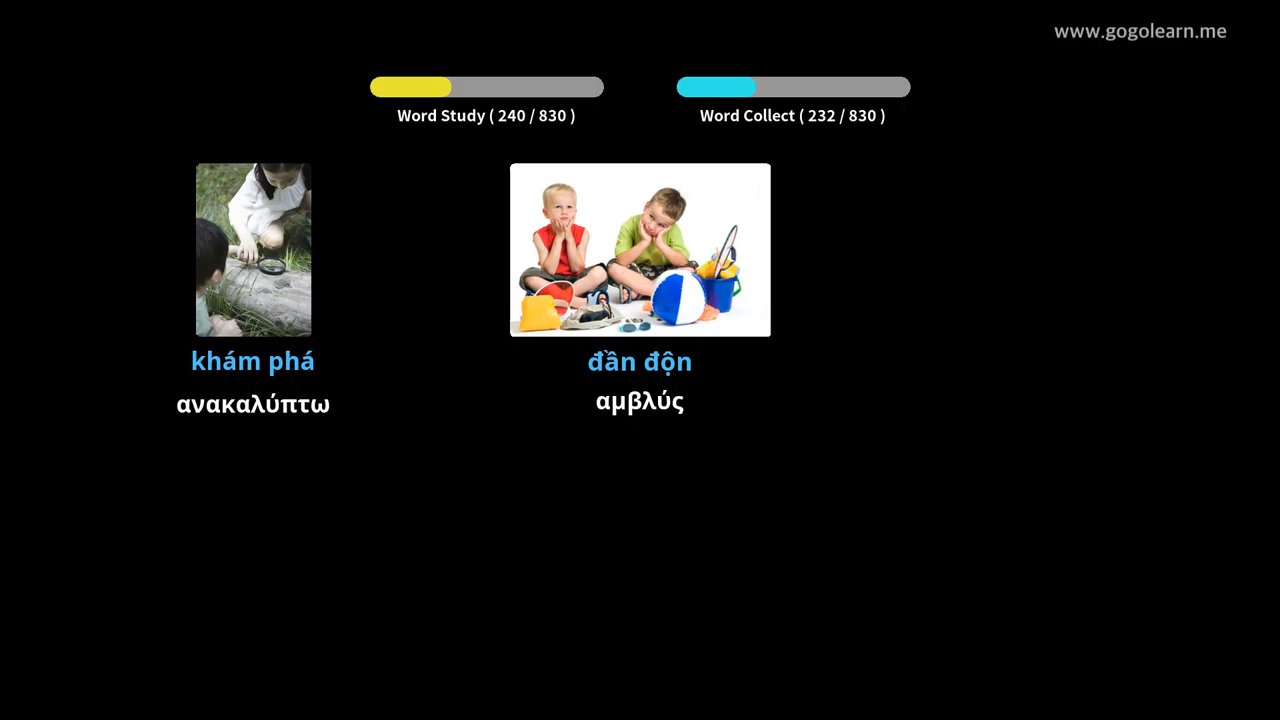 www.gogolearn.me
Word Study ( 240 / 830 )
Word Collect ( 232 / 830 )
khám phá
ανακαλύπτω
đần độn
αμβλύς